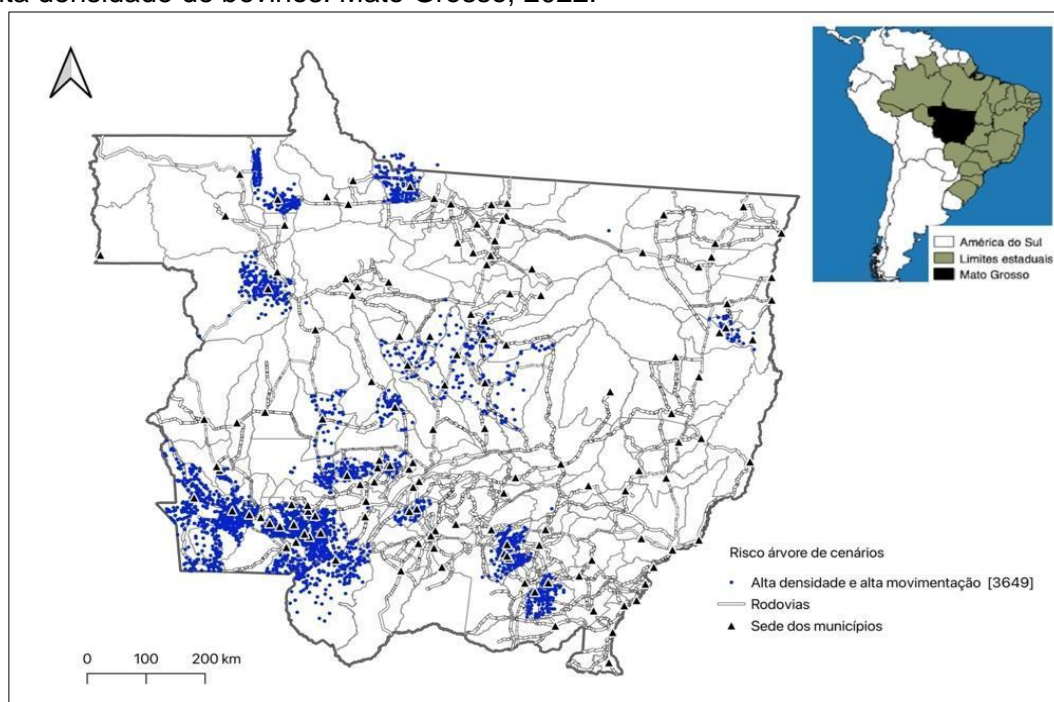 alta densidade de bovinos. Mato Grosso, 2022.
América do Sul
Limites estaduais
Mato Grosso
Risco árvore de cenários
Alta densidade e alta movimentação [3649]
Rodovias
Sede dos municípios
0 100 200 km